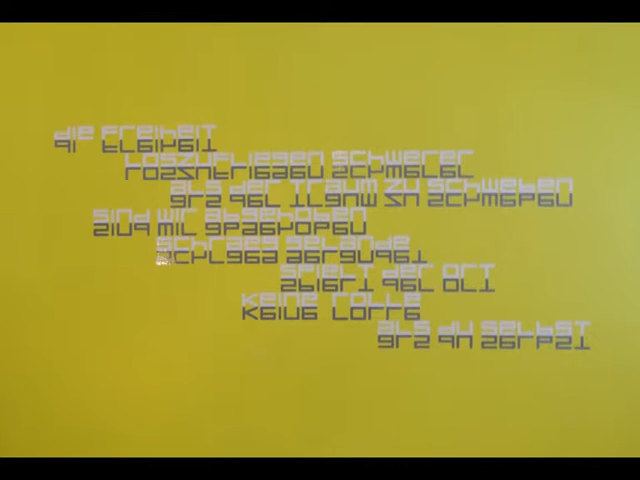 die freiheit
loszufliegen schwerer
als der traum zu schweben
sind wir abgehoben
schraeg gelandet
spielt der ort
keine rolle
als du selbst